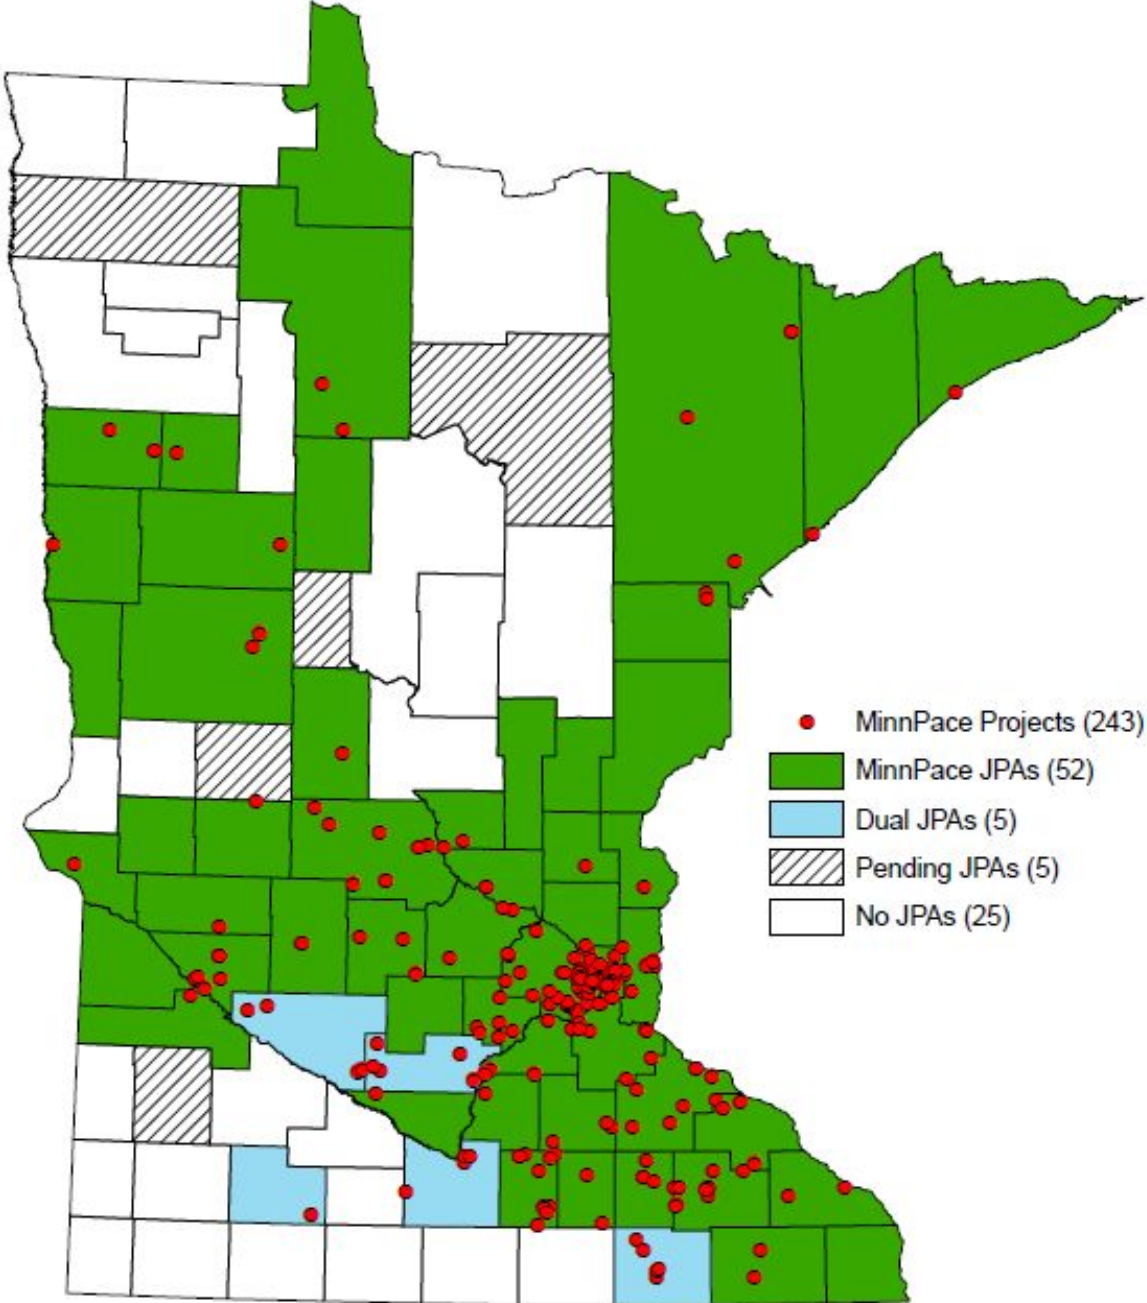 MinnPace Projects (243)
MinnPace JPAs (52)
Dual JPAs (5)
Pending JPAs (5)
No JPAs (25)